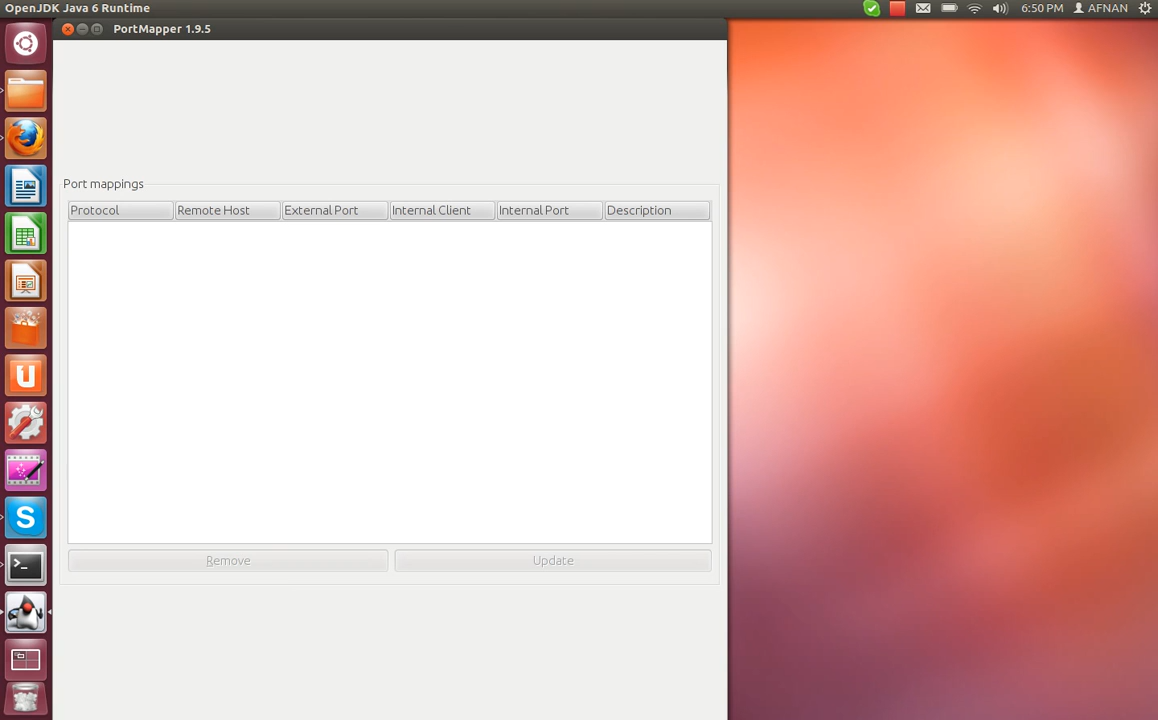 OpenJDK Java 6 Runtime
6:50 PM
AFNAN
PortMapper 1.9.5
Port mappings
Protocol
Remote Host
External Port
Internal Client
Internal Port
Description
Remove
Update